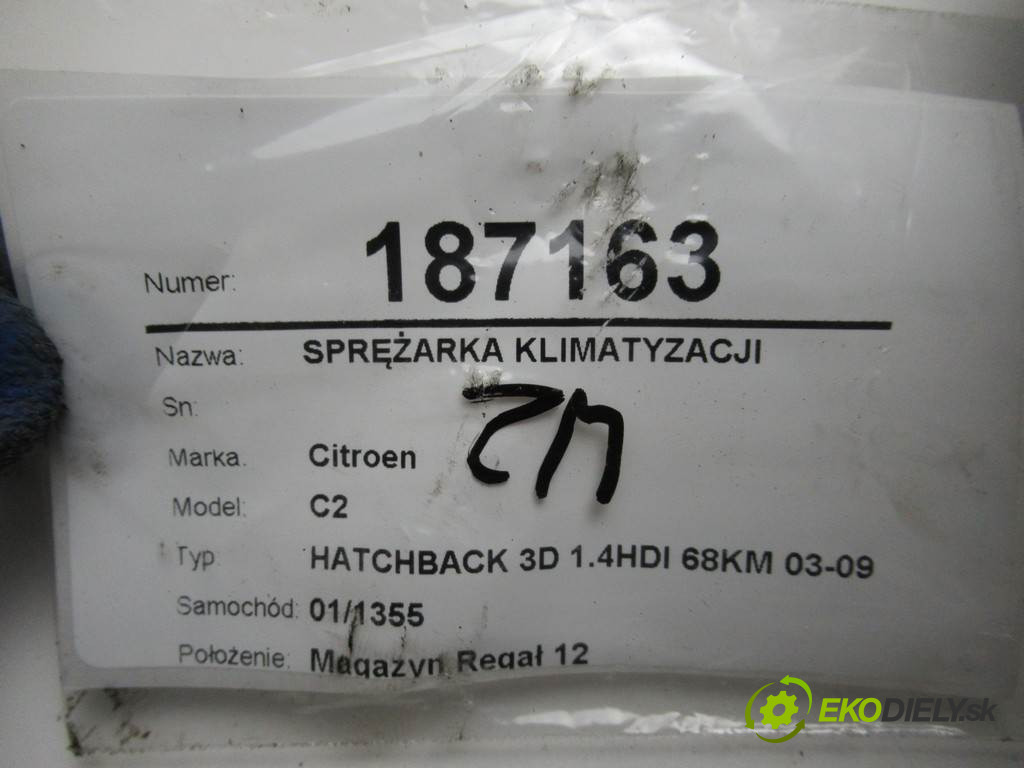 Numer: 187163
Nazwa: SPRĘŻARKA KLIMATYZACJI
Sn:
ZM
Marka: Citroen
Model: C2
Typ: HATCHBACK 3D 1.4HDI 68KM 03-09
Samochód: 01/1355
Położenie: Magazyn Regał 12
EKODIELY.sk